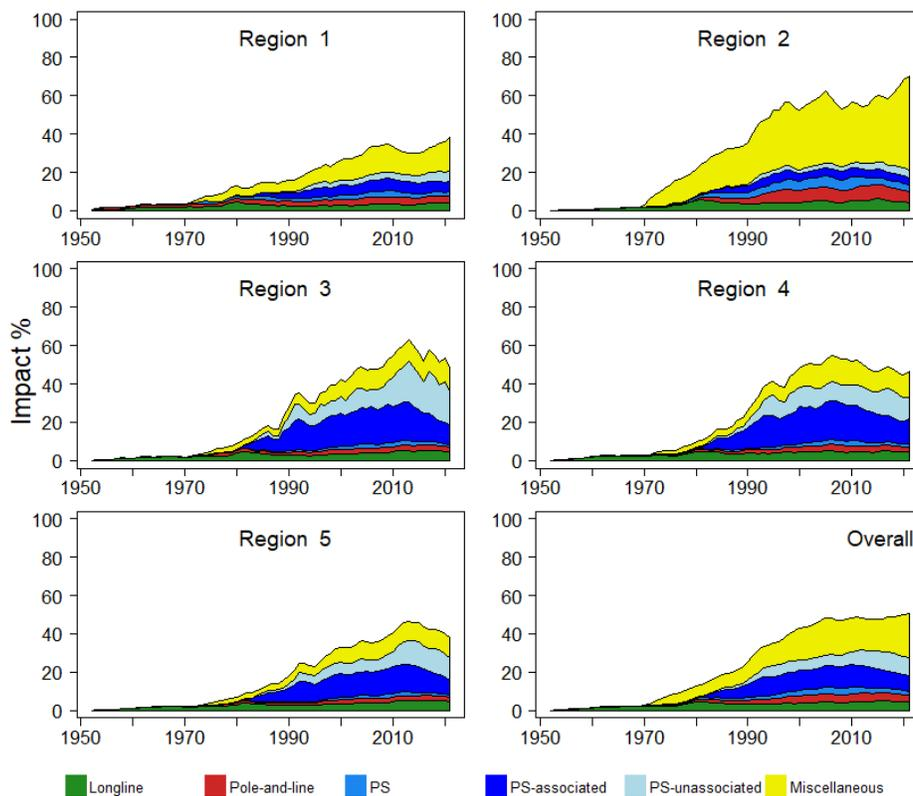 Impact %
Region 1
100
80
60
40
20
0
1950 1970 1990 2010
Region 2
100
80
60
40
20
0
1950 1970 1990 2010
Region 3
100
80
60
40
20
0
1950 1970 1990 2010
Region 4
100
80
60
40
20
0
1950 1970 1990 2010
Region 5
100
80
60
40
20
0
1950 1970 1990 2010
Overall
100
80
60
40
20
0
1950 1970 1990 2010
Longline Pole-and-line PS PS-associated PS-unassociated Miscellaneous